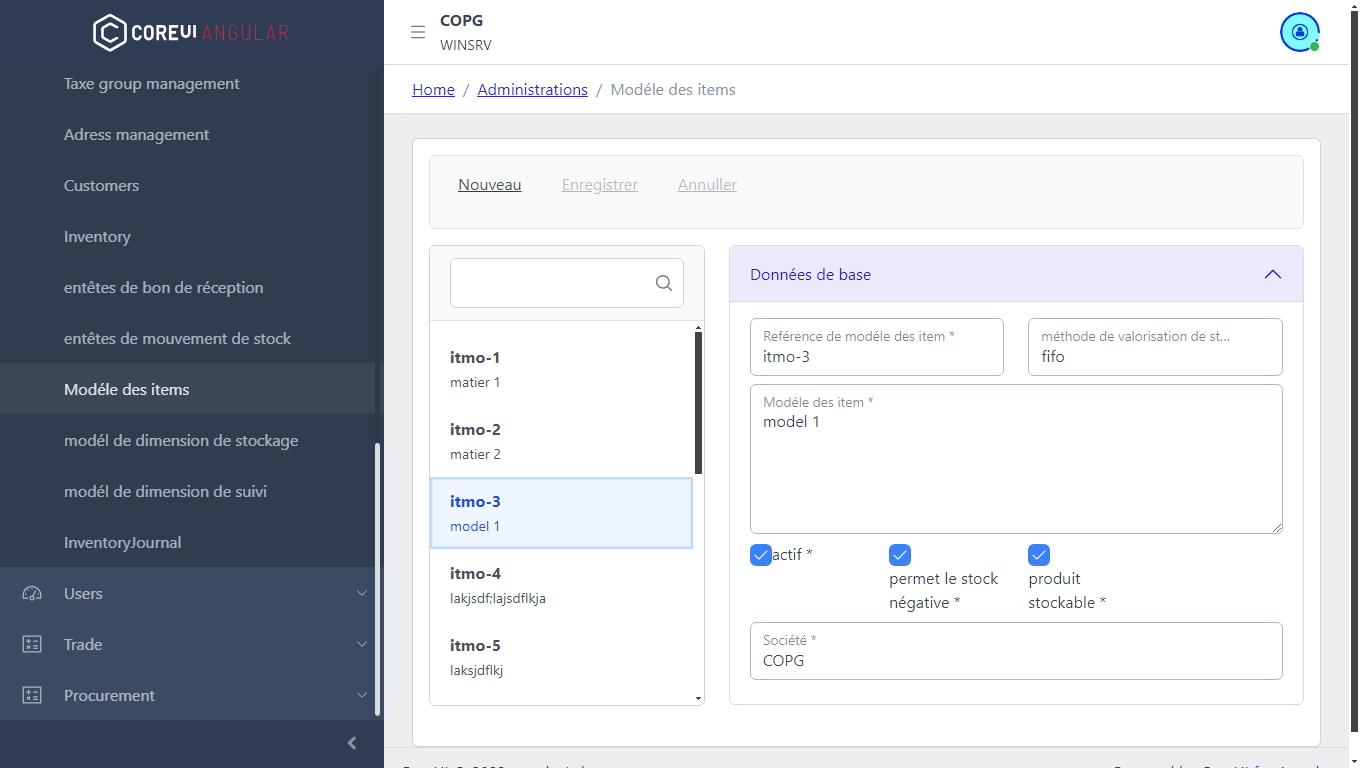 COREUI ANGULAR
Taxe group management
Adress management
Customers
Inventory
entêtes de bon de réception
entêtes de mouvement de stock
Modéle des items
modél de dimension de stockage
modél de dimension de suivi
InventoryJournal
Users
Trade
Procurement
COPG
WINSRV
Home / Administrations / Modéle des items
Nouveau Enregistrer Annuller
itmo-1
matier 1
itmo-2
matier 2
itmo-3
model 1
itmo-4
lakjsdf;lajsdflkja
itmo-5
laksjdflkj
Données de base
Reférence de modéle des item *
itmo-3
méthode de valorisation de st...
fifo
Modéle des item *
model 1
actif *
permet le stock
négative *
produit
stockable *
Société *
COPG